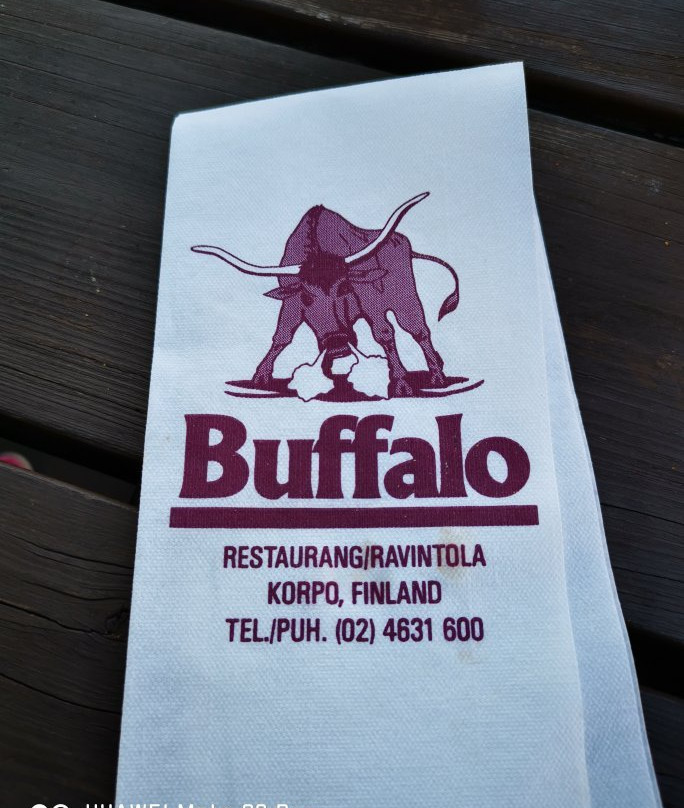 Buffalo
RESTAURANG/RAVINTOLA
KORPO, FINLAND
TEL./PUH. (02) 4631 600